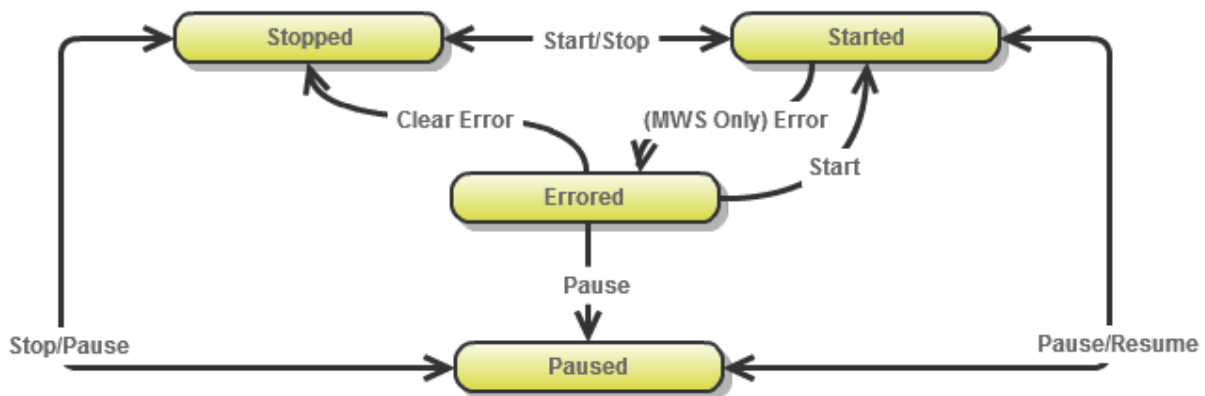 Stopped
Start/Stop
Started
Clear Error
(MWS Only) Error
Start
Errored
Pause
Stop/Pause
Pause/Resume
Paused